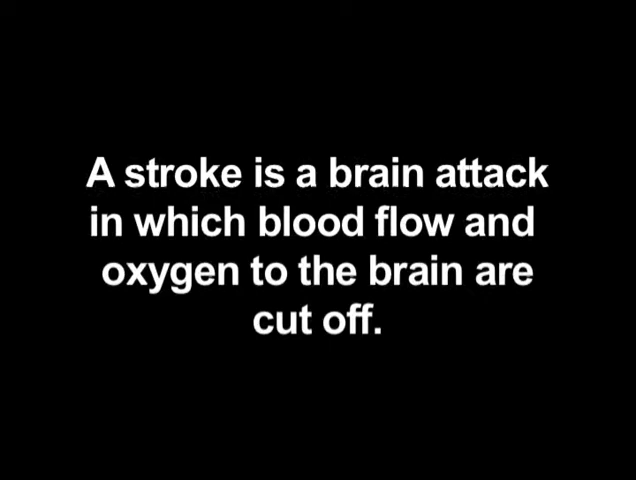 A stroke is a brain attack
in which blood flow and
oxygen to the brain are
cut off.